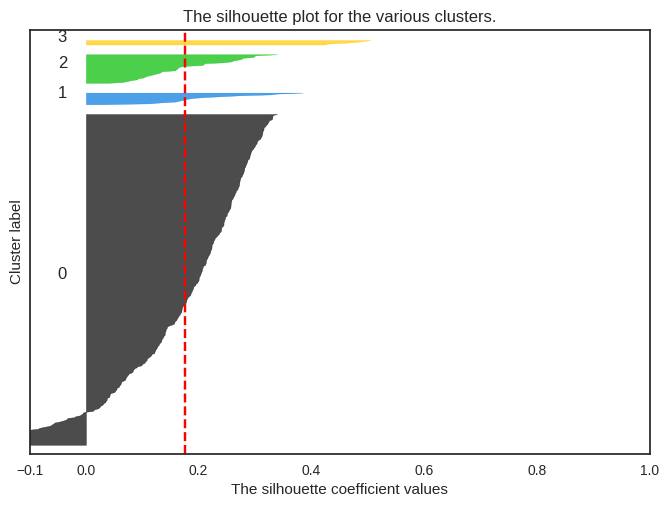 The silhouette plot for the various clusters.
3
2
1
0
Cluster label
−0.1 0.0 0.2 0.4 0.6 0.8 1.0
The silhouette coefficient values